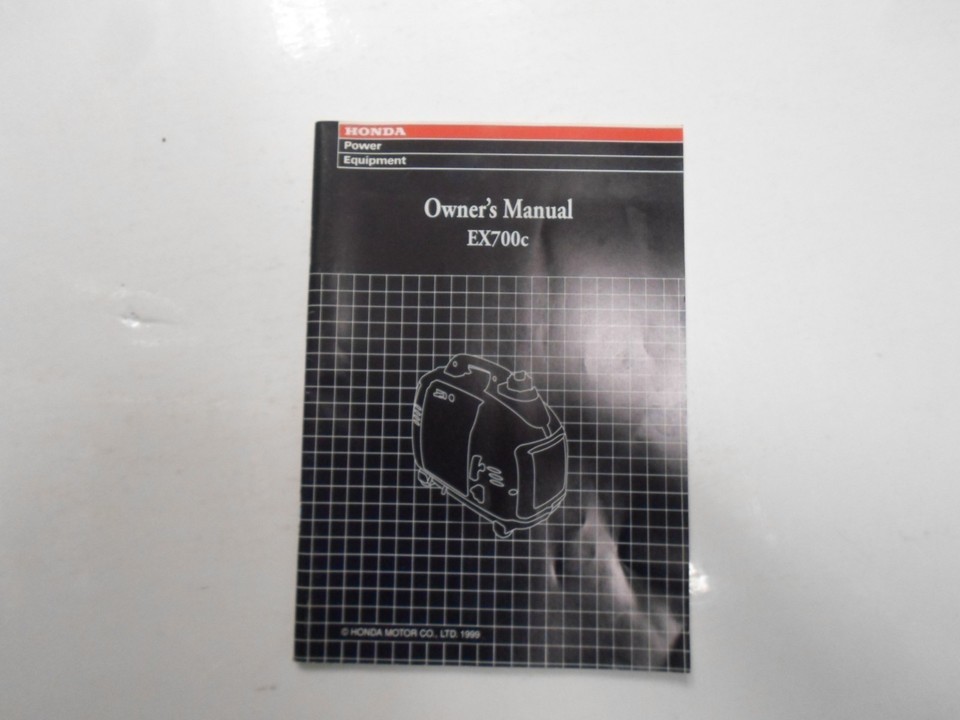 HONDA
Power
Equipment
Owner's Manual
EX700c
© HONDA MOTOR CO., LTD. 1999